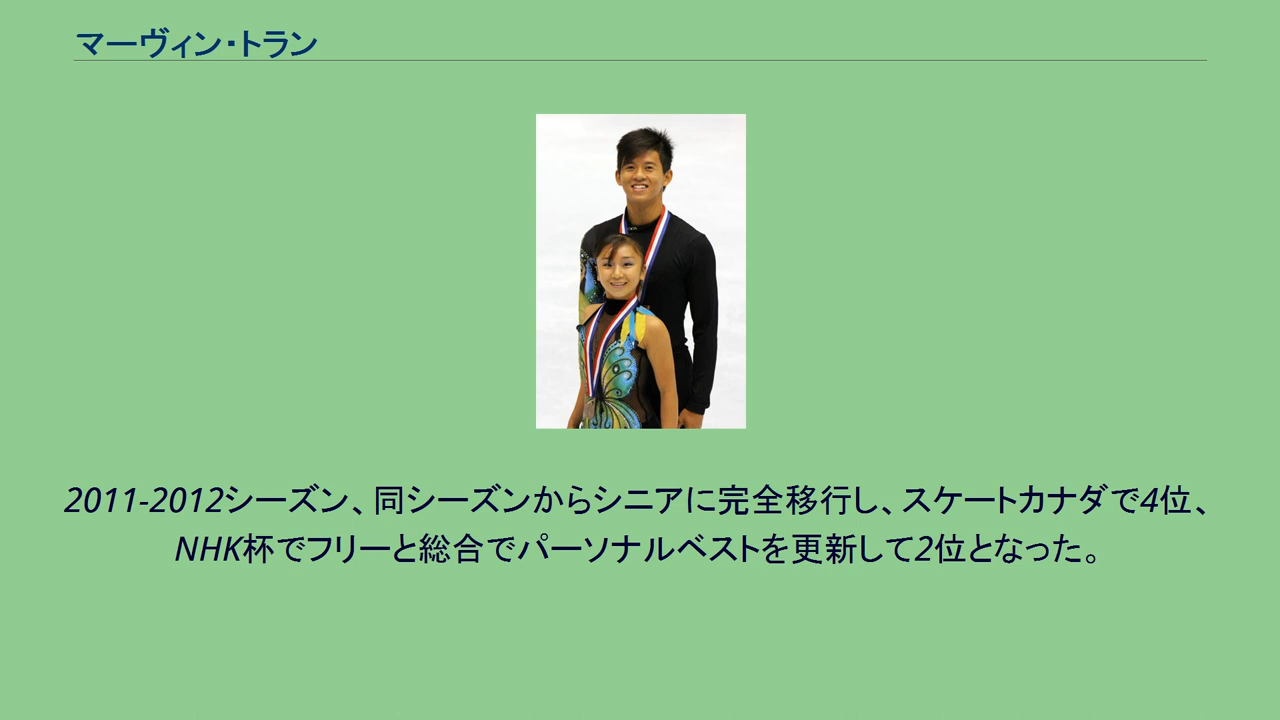 マーヴィン・トラン
2011-2012シーズン、同シーズンからシニアに完全移行し、スケートカナダで4位、
NHK杯でフリーと総合でパーソナルベストを更新して2位となった。